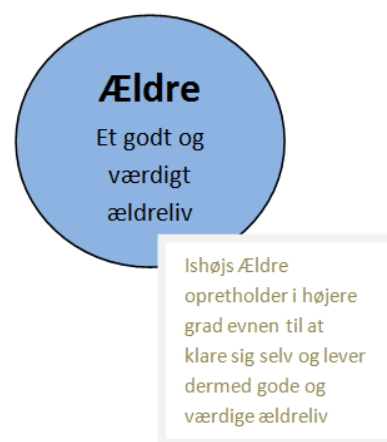 Ældre
Et godt og
værdigt
ældreliv
Ishøjs Ældre
opretholder i højere
grad evnen til at
klare sig selv og lever
dermed gode og
værdige ældreliv